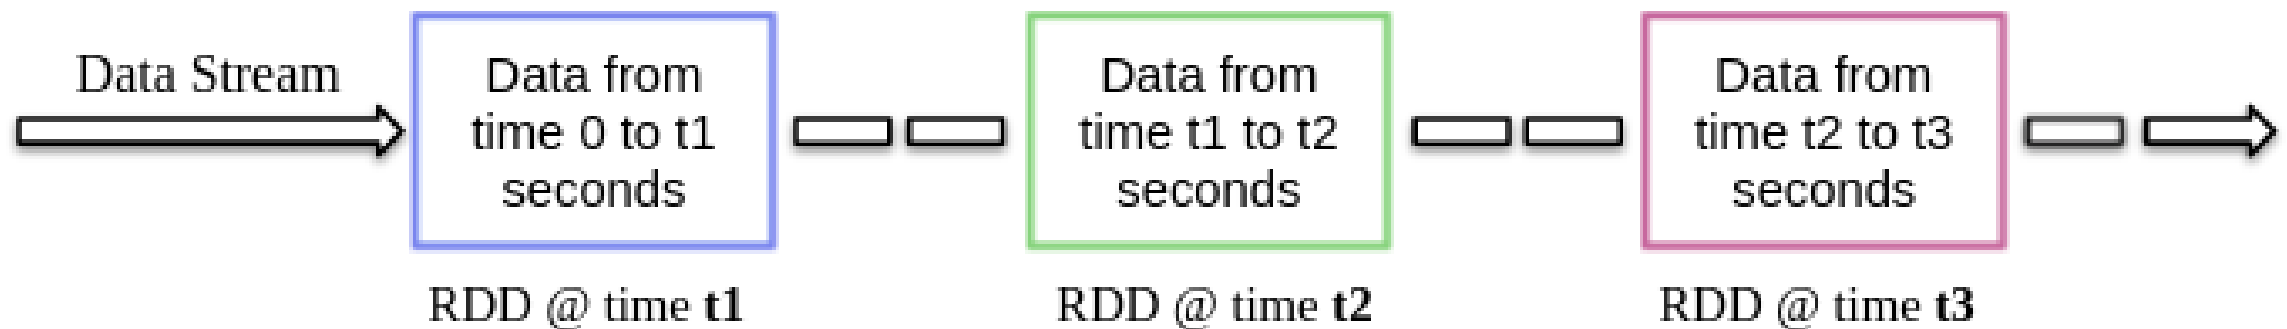 Data Stream
Data from
time 0 to t1
seconds
RDD @ time t1
Data from
time t1 to t2
seconds
RDD @ time t2
Data from
time t2 to t3
seconds
RDD @ time t3